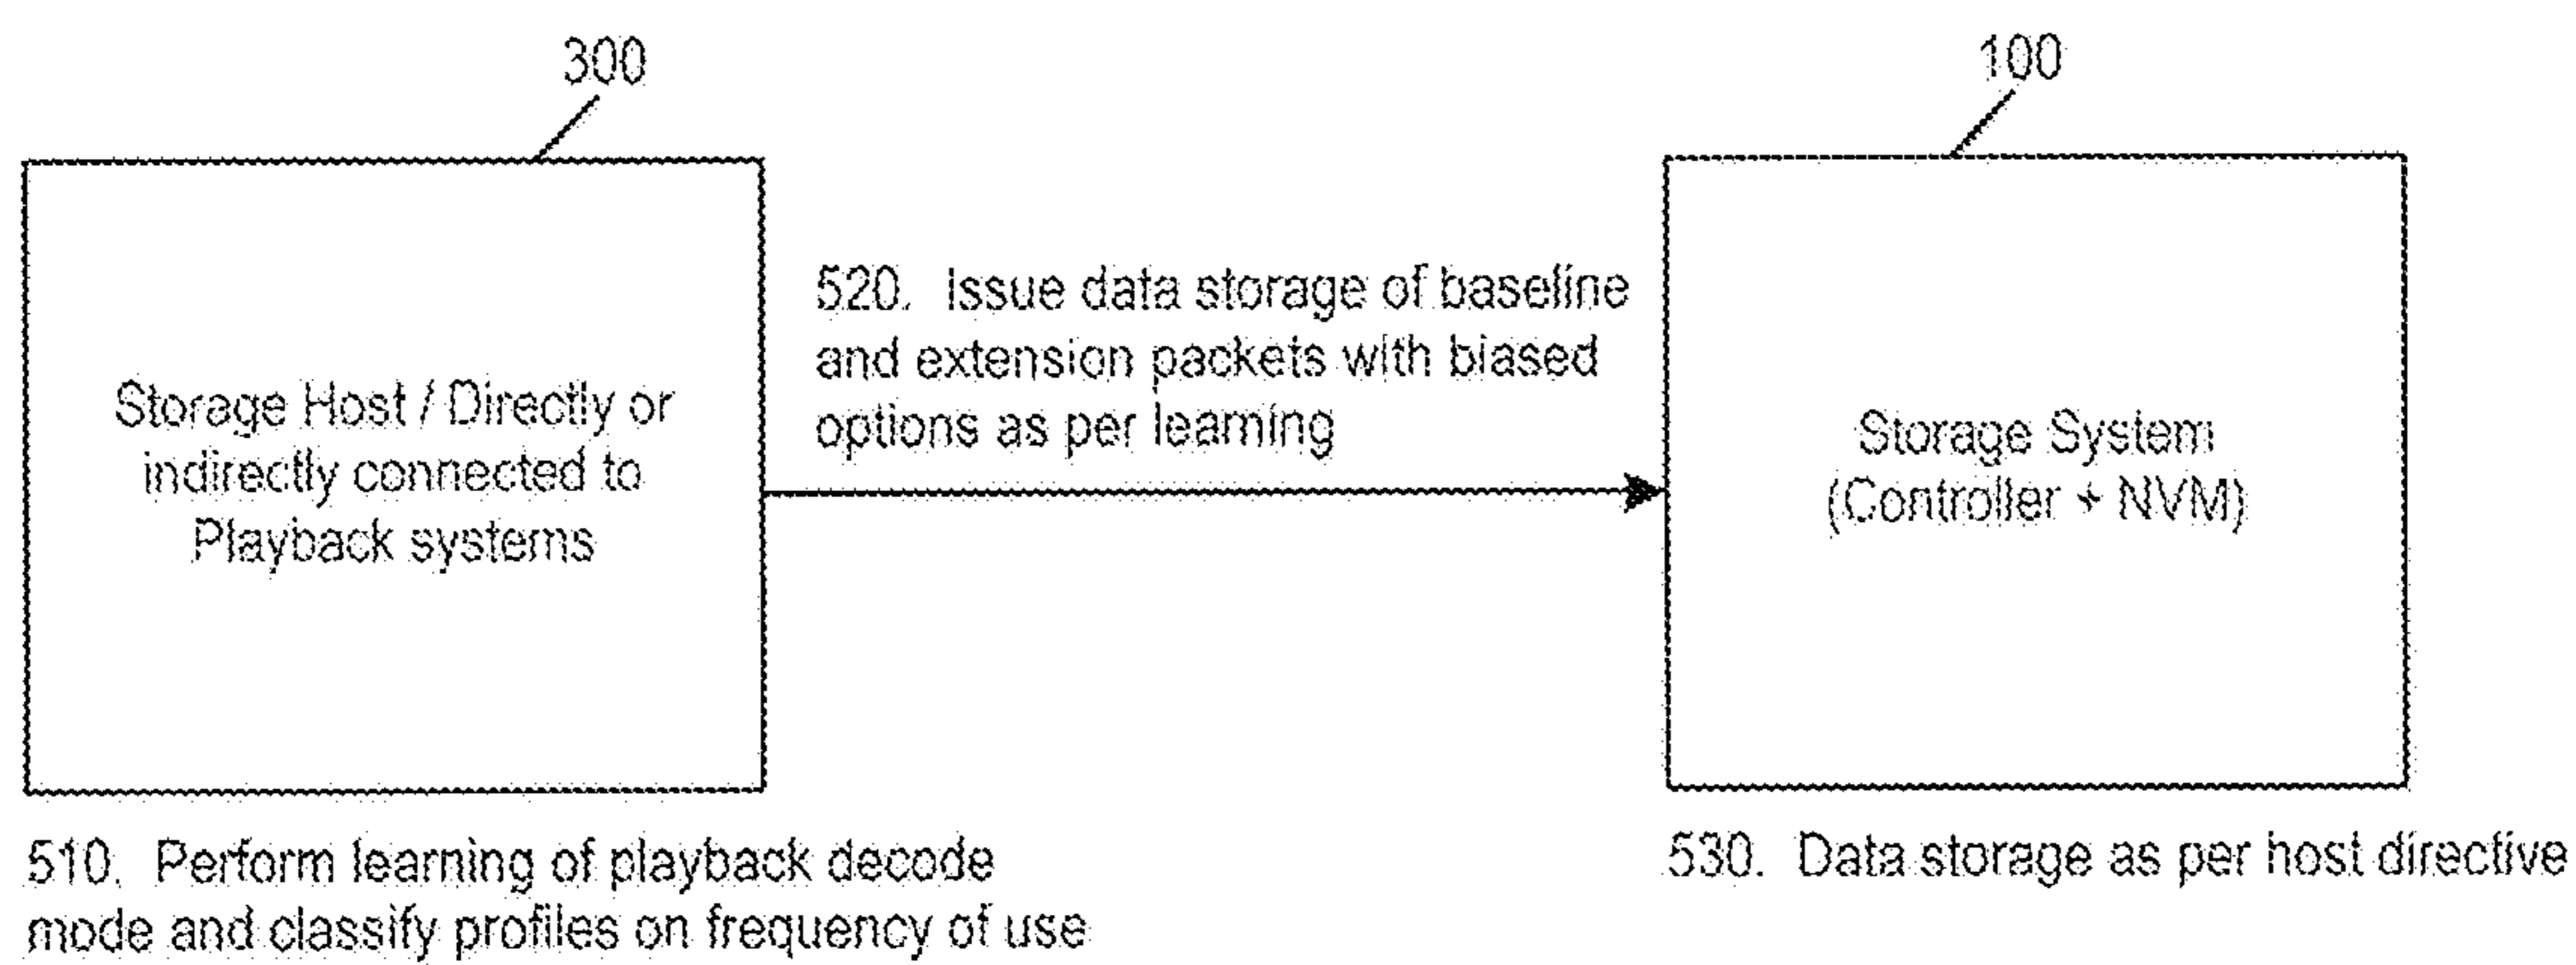 300
100
Storage Host / Directly or
indirectly connected to
Playback systems
520. Issue data storage of baseline
and extension packets with biased
options as per learning
Storage System
(Controller + NVM)
510. Perform learning of playback decode
mode and classify profiles on frequency of use
530. Data storage as per host directive